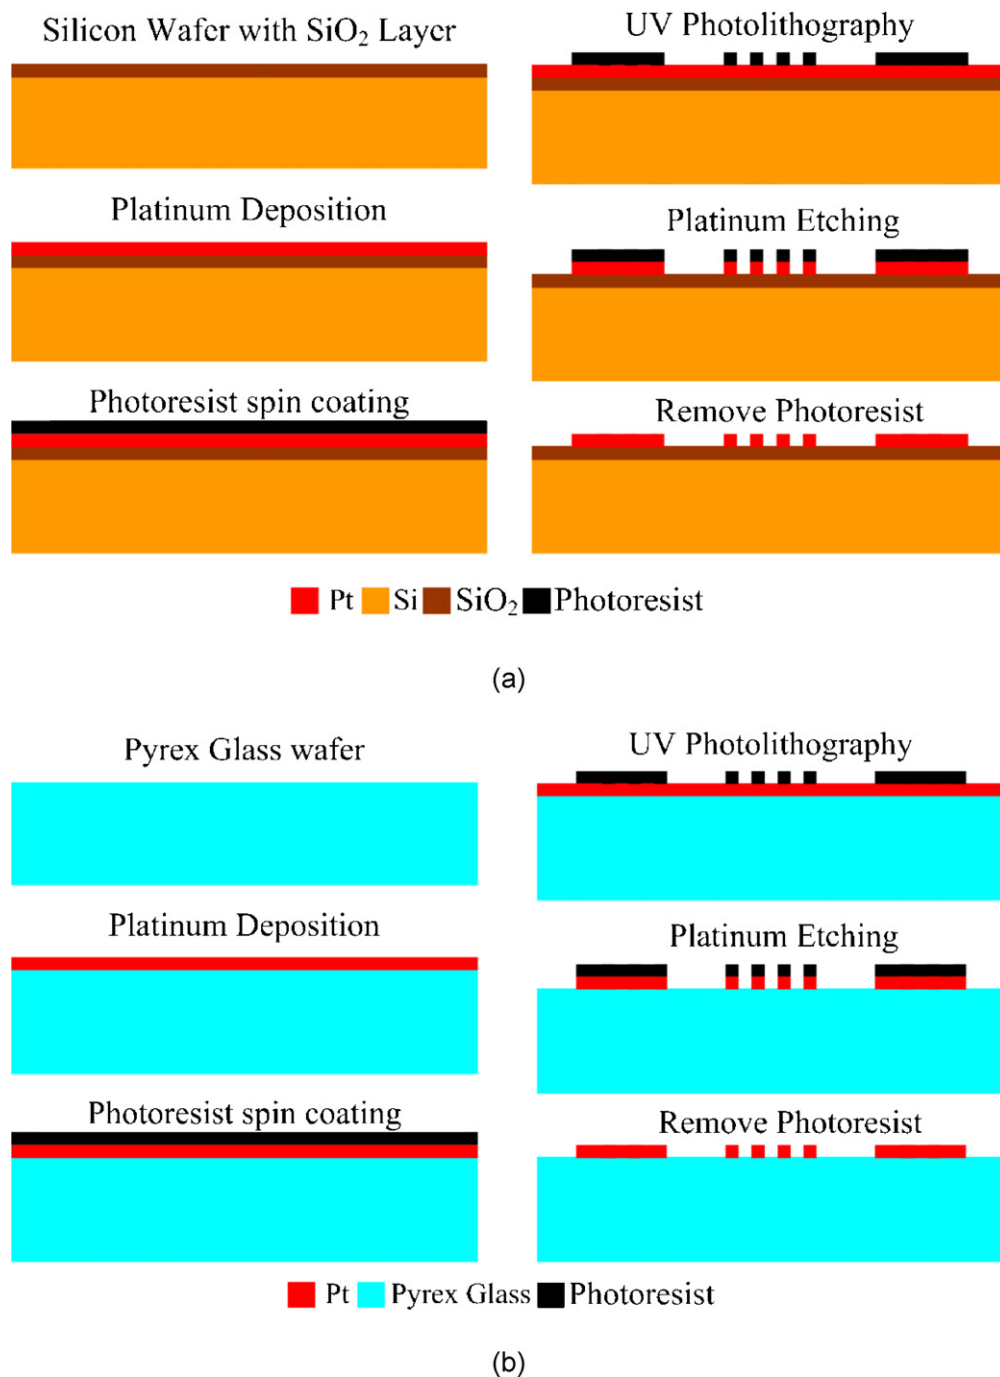 Silicon Wafer with SiO₂ Layer
Platinum Deposition
Photoresist spin coating
UV Photolithography
Platinum Etching
Remove Photoresist
Pt Si SiO₂ Photoresist
(a)
Pyrex Glass wafer
Platinum Deposition
Photoresist spin coating
UV Photolithography
Platinum Etching
Remove Photoresist
Pt Pyrex Glass Photoresist
(b)